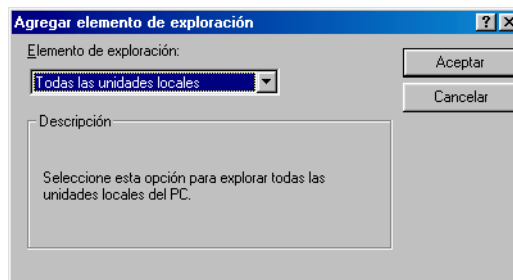 Agregar elemento de exploración
Elemento de exploración:
Todas las unidades locales
Aceptar
Cancelar
Descripción
Seleccione esta opción para explorar todas las
unidades locales del PC.